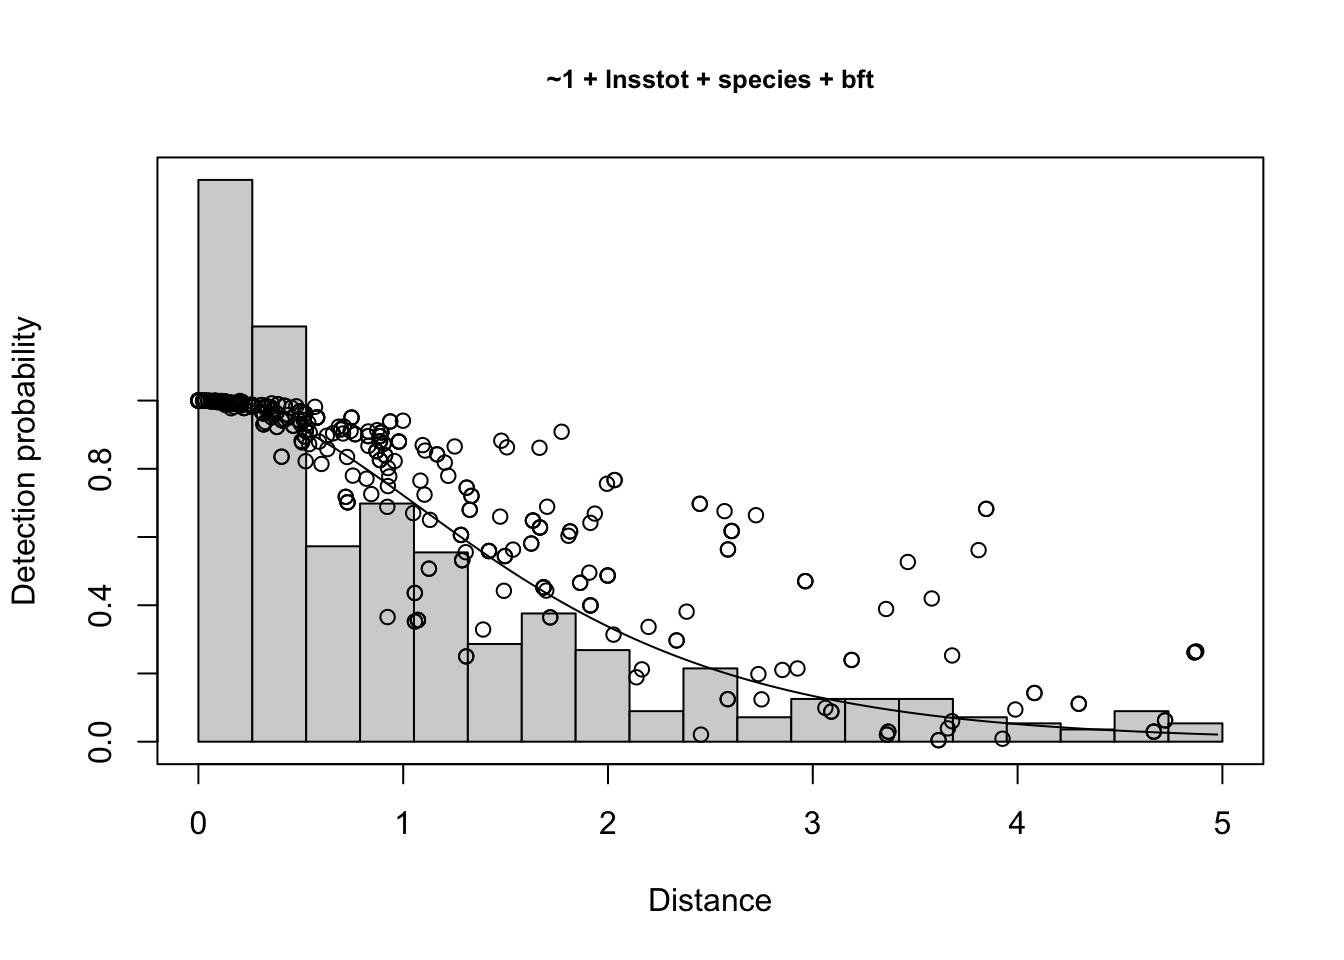 ~1 + lnsstot + species + bft
Detection probability
0.8
0.4
0.0
0 1 2 3 4 5
Distance